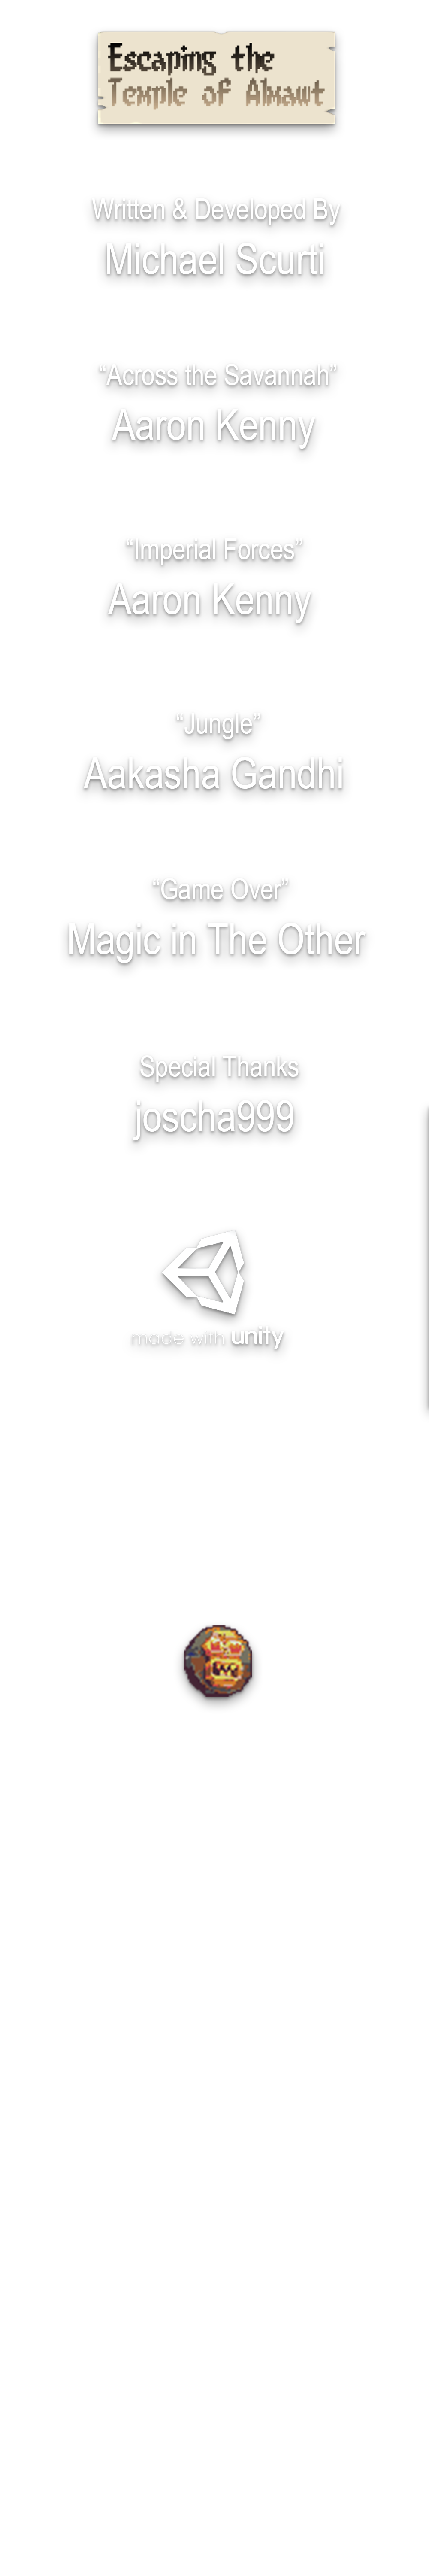 Escaping the
Temple of Almawt
Written & Developed By
Michael Scurti
“Across the Savannah”
Aaron Kenny
“Imperial Forces”
Aaron Kenny
“Jungle”
Aakasha Gandhi
“Game Over”
Magic in The Other
Special Thanks
joscha999
made with unity